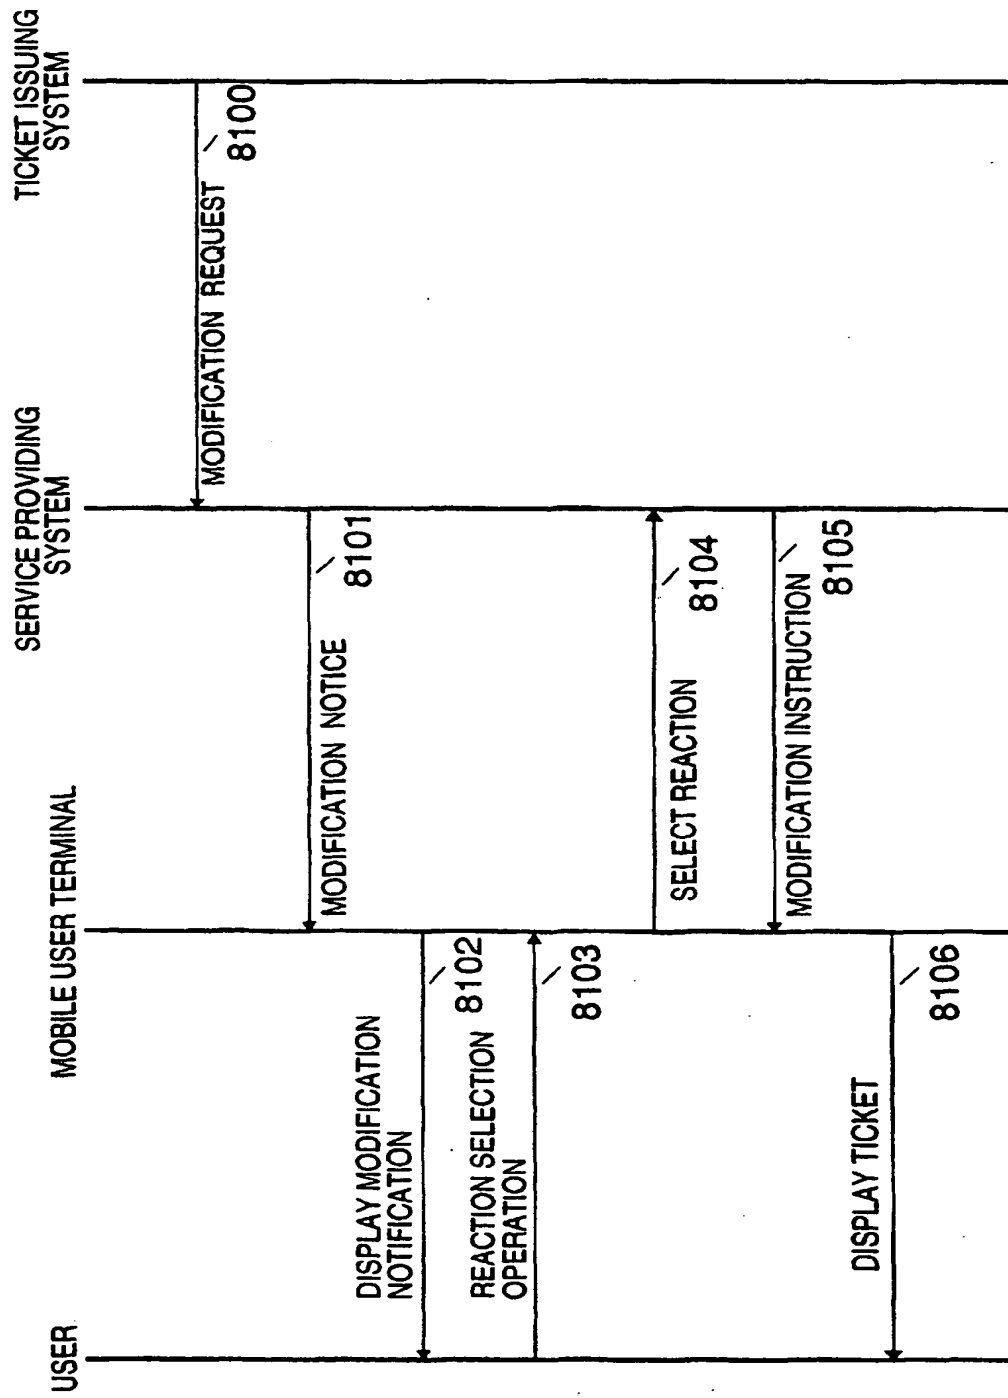 USER
MOBILE USER TERMINAL
SERVICE PROVIDING
SYSTEM
TICKET ISSUING
SYSTEM
MODIFICATION REQUEST
8100
MODIFICATION NOTICE
8101
DISPLAY MODIFICATION
NOTIFICATION
8102
REACTION SELECTION
OPERATION
8103
SELECT REACTION
8104
MODIFICATION INSTRUCTION
8105
DISPLAY TICKET
8106